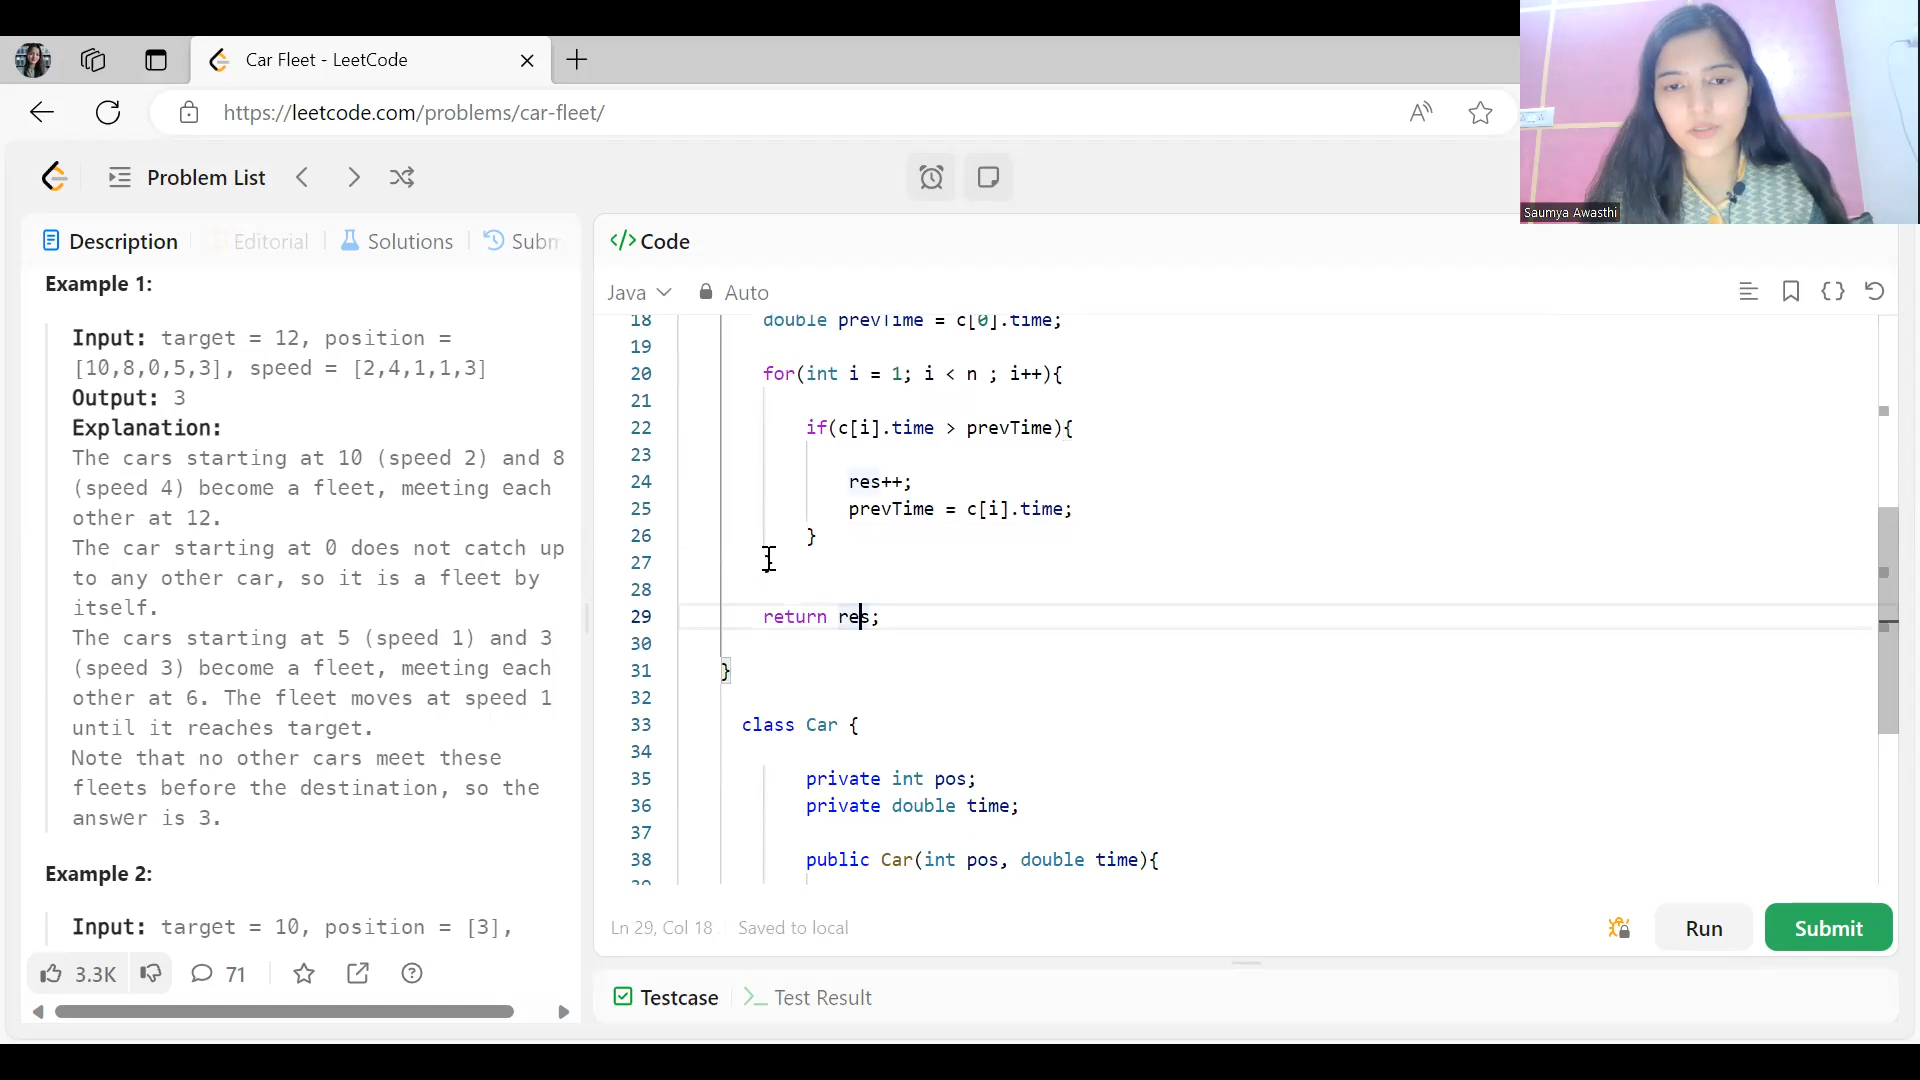 Car Fleet - LeetCode
https://leetcode.com/problems/car-fleet/
Saumya Awasthi
Problem List
Description
Editorial
Solutions
Subm
</> Code
Java
Auto
Example 1:
Input: target = 12, position =
[10,8,0,5,3], speed = [2,4,1,1,3]
Output: 3
Explanation:
The cars starting at 10 (speed 2) and 8
(speed 4) become a fleet, meeting each
other at 12.
The car starting at 0 does not catch up
to any other car, so it is a fleet by
itself.
The cars starting at 5 (speed 1) and 3
(speed 3) become a fleet, meeting each
other at 6. The fleet moves at speed 1
until it reaches target.
Note that no other cars meet these
fleets before the destination, so the
answer is 3.
Example 2:
Input: target = 10, position = [3],
3.3K
71
18 double prevTime = c[0].time;
19
20 for(int i = 1; i < n ; i++){
21
22 if(c[i].time > prevTime){
23
24 res++;
25 prevTime = c[i].time;
26 }
27
28
29 return res;
30
31 }
32
33 class Car {
34
35 private int pos;
36 private double time;
37
38 public Car(int pos, double time){
39
Ln 29, Col 18
Saved to local
Run
Submit
Testcase
Test Result